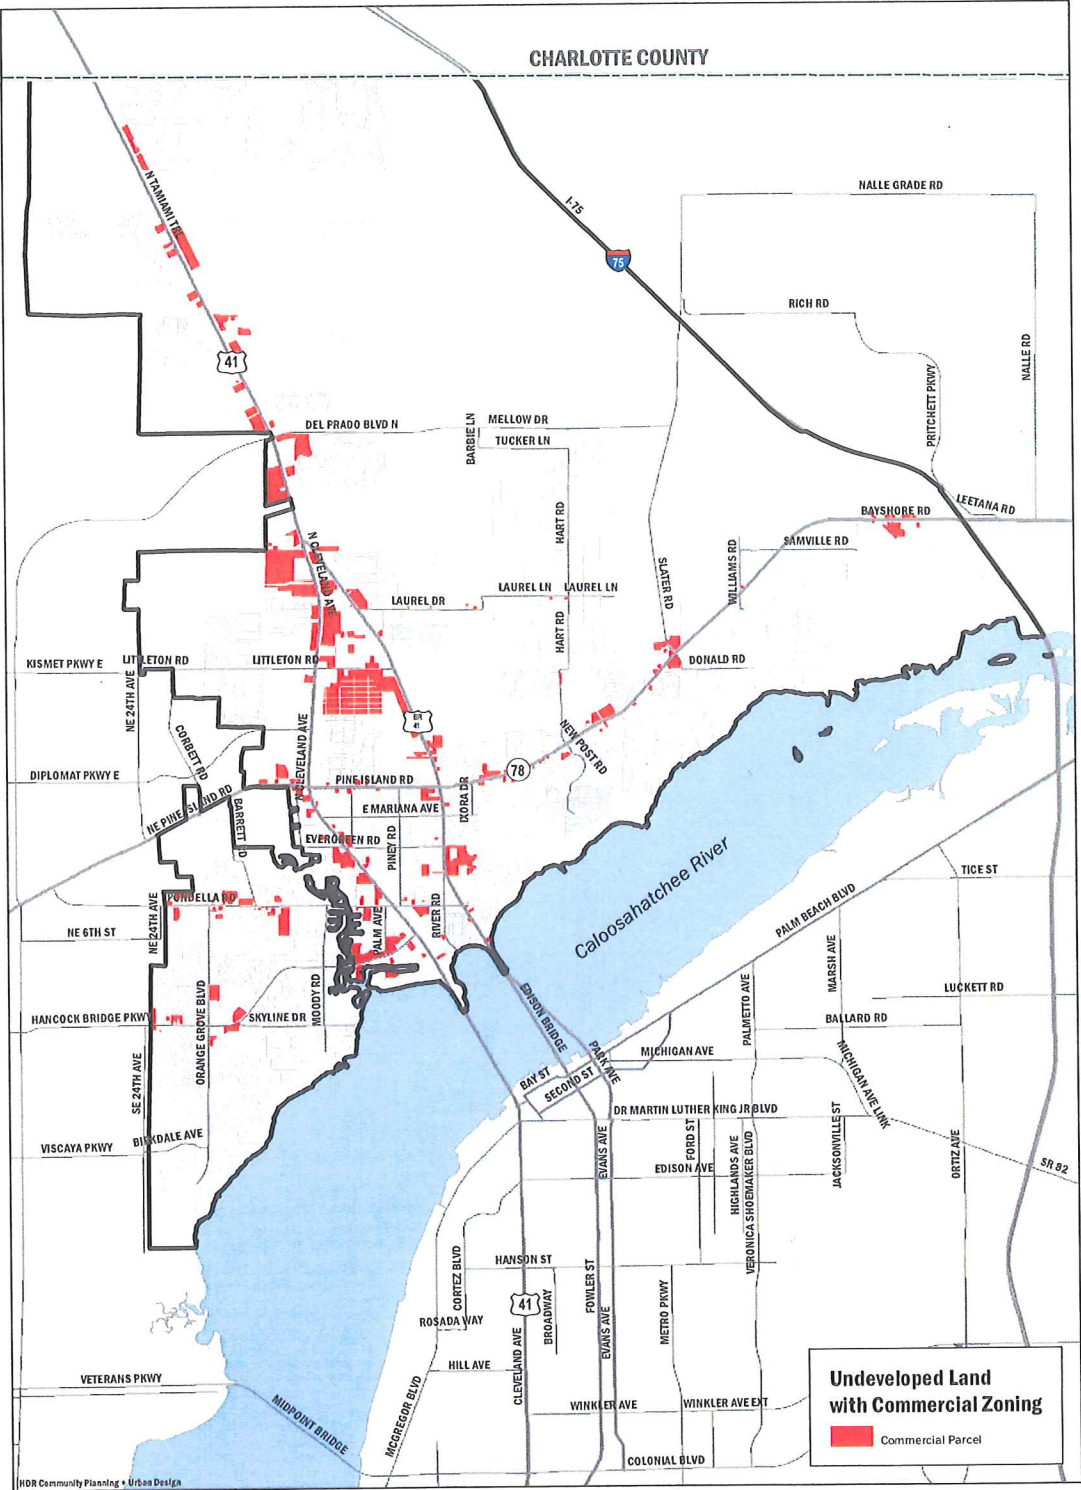 CHARLOTTE COUNTY
NALLE GRADE RD
N TAMIAMI TRL
I-75
75
RICH RD
NALLE RD
41
PRITCHETT PKWY
DEL PRADO BLVD N
BARBIE LN
MELLOW DR
TUCKER LN
LEETANA RD
BAYSHORE RD
HART RD
SAMVILLE RD
N CLEVELAND AVE
WILLIAMS RD
SLATER RD
LAUREL DR
LAUREL LN
LAUREL LN
HART RD
KISMET PKWY E
LITTLETON RD
LITTLETON RD
DONALD RD
NE 24TH AVE
BR
41
CORBETT RD
N CLEVELAND AVE
NEW POST RD
DIPLOMAT PKWY E
PINE ISLAND RD
78
IXORA DR
NE PINE ISLAND RD
E MARIANA AVE
BARRETT RD
EVERGREEN RD
PINEY RD
Caloosahatchee River
TICE ST
PALM BEACH BLVD
PONDELLA RD
NE 24TH AVE
NE 6TH ST
PALM AVE
RIVER RD
MARSH AVE
EDISON BRIDGE
PALMETTO AVE
LUCKETT RD
ORANGE GROVE BLVD
MOODY RD
HANCOCK BRIDGE PKWY
SKYLINE DR
BALLARD RD
PARK AVE
MICHIGAN AVE
MICHIGAN AVE LINK
SE 24TH AVE
BAY ST
SECOND ST
DR MARTIN LUTHER KING JR BLVD
VISCAYA PKWY
BIRKDALE AVE
EVANS AVE
FORD ST
HIGHLANDS AVE
VERONICA SHOEMAKER BLVD
JACKSONVILLE ST
ORTIZ AVE
EDISON AVE
SR 82
CORTEZ BLVD
HANSON ST
41
BROADWAY
FOWLER ST
EVANS AVE
METRO PKWY
ROSADA WAY
CLEVELAND AVE
HILL AVE
VETERANS PKWY
MIDPOINT BRIDGE
MCGREGOR BLVD
WINKLER AVE
WINKLER AVE EXT
COLONIAL BLVD
Undeveloped Land
with Commercial Zoning
Commercial Parcel
HDR Community Planning + Urban Design